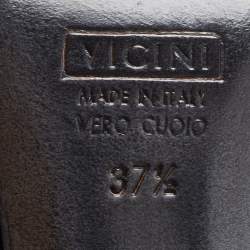 VICINI
MADE IN ITALY
VERO CUOIO
37½